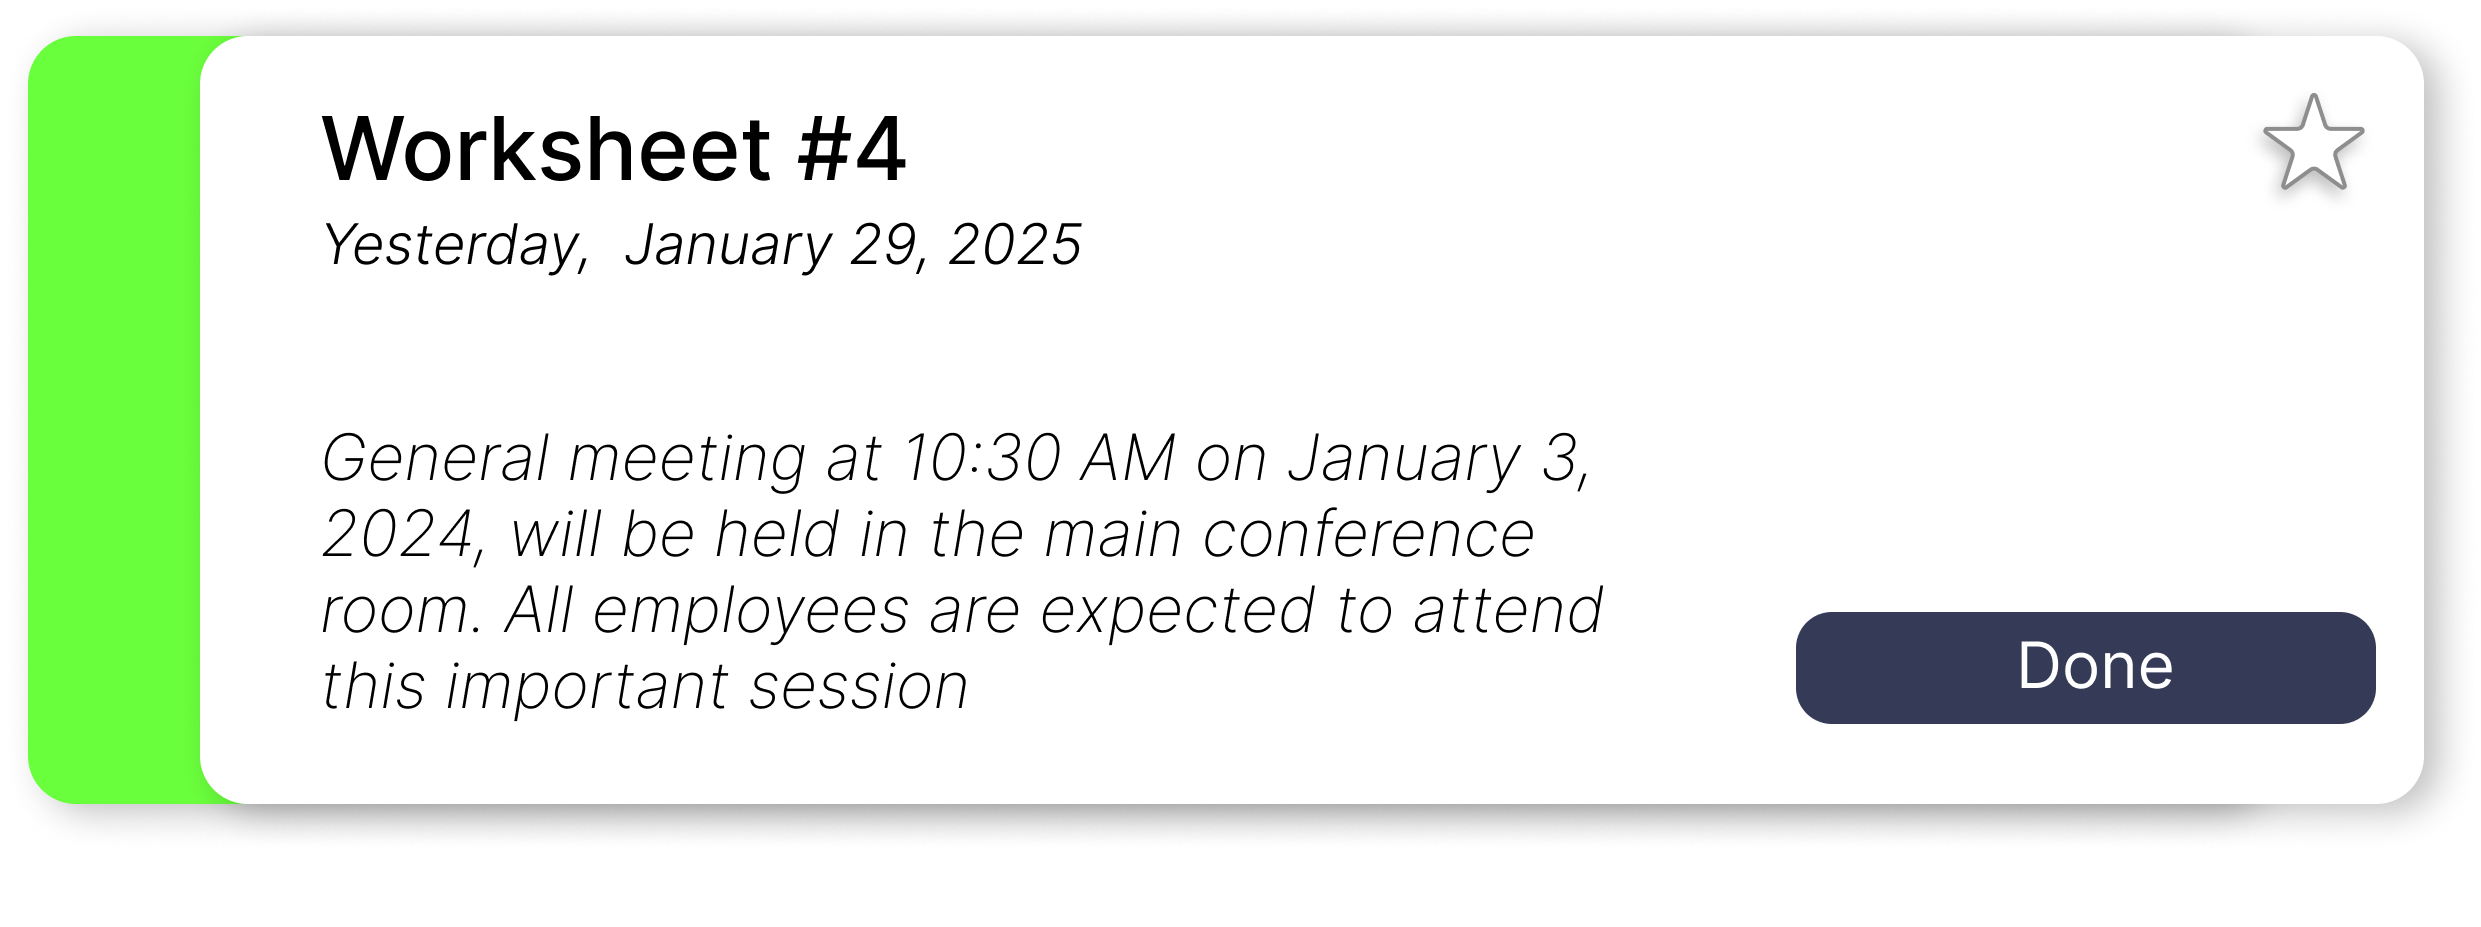 Worksheet #4
Yesterday,  January 29, 2025
General meeting at 10:30 AM on January 3,
2024, will be held in the main conference
room. All employees are expected to attend
this important session
Done